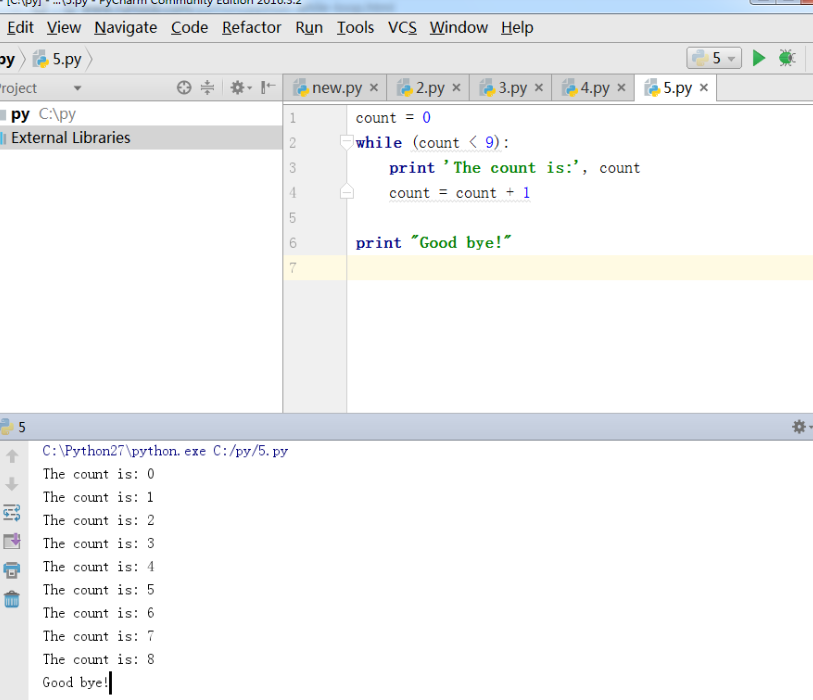 [C:\py] - ...\5.py - PyCharm Community Edition 2016.3.2
Edit View Navigate Code Refactor Run Tools VCS Window Help
py 5.py 5
roject new.py × 2.py × 3.py × 4.py × 5.py ×
py C:\py
External Libraries
1 count = 0
2 while (count < 9):
3 print 'The count is:', count
4 count = count + 1
5
6 print "Good bye!"
7
5
C:\Python27\python.exe C:/py/5.py
The count is: 0
The count is: 1
The count is: 2
The count is: 3
The count is: 4
The count is: 5
The count is: 6
The count is: 7
The count is: 8
Good bye!